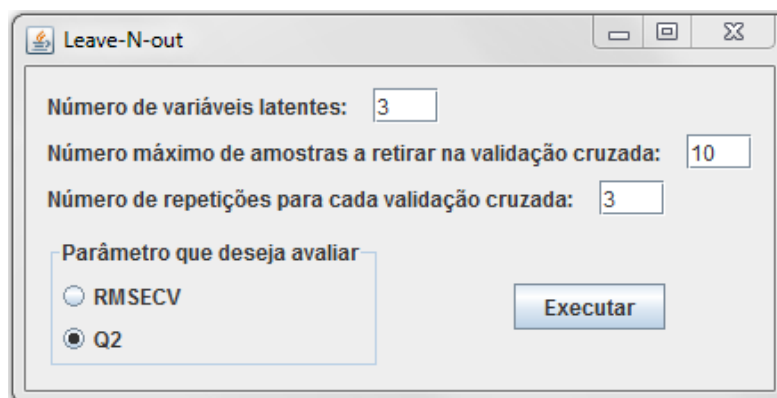 Leave-N-out
Número de variáveis latentes: 3
Número máximo de amostras a retirar na validação cruzada: 10
Número de repetições para cada validação cruzada: 3
Parâmetro que deseja avaliar
RMSECV
Q2
Executar